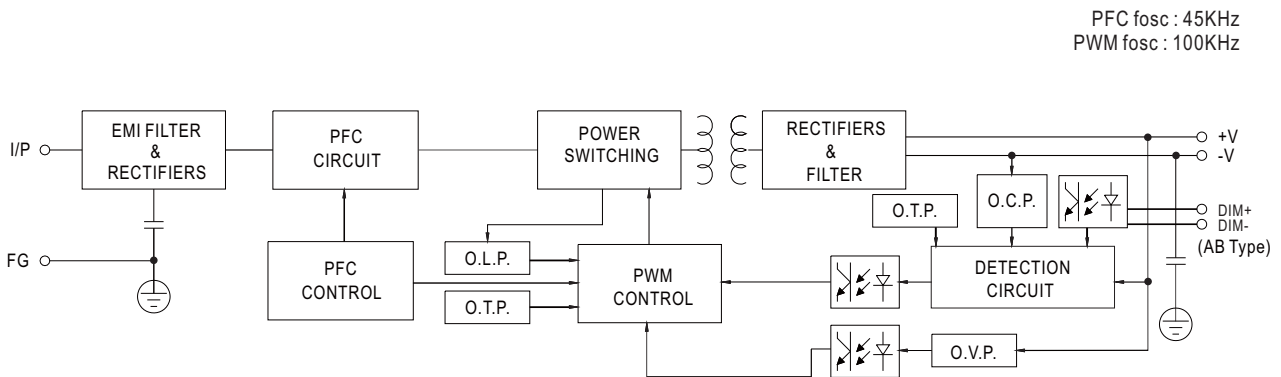 PFC fosc : 45KHz
PWM fosc : 100KHz
I/P
EMI FILTER
&
RECTIFIERS
PFC
CIRCUIT
POWER
SWITCHING
RECTIFIERS
&
FILTER
+V
-V
O.T.P.
O.C.P.
DIM+
DIM-
(AB Type)
FG
PFC
CONTROL
O.L.P.
O.T.P.
PWM
CONTROL
DETECTION
CIRCUIT
O.V.P.